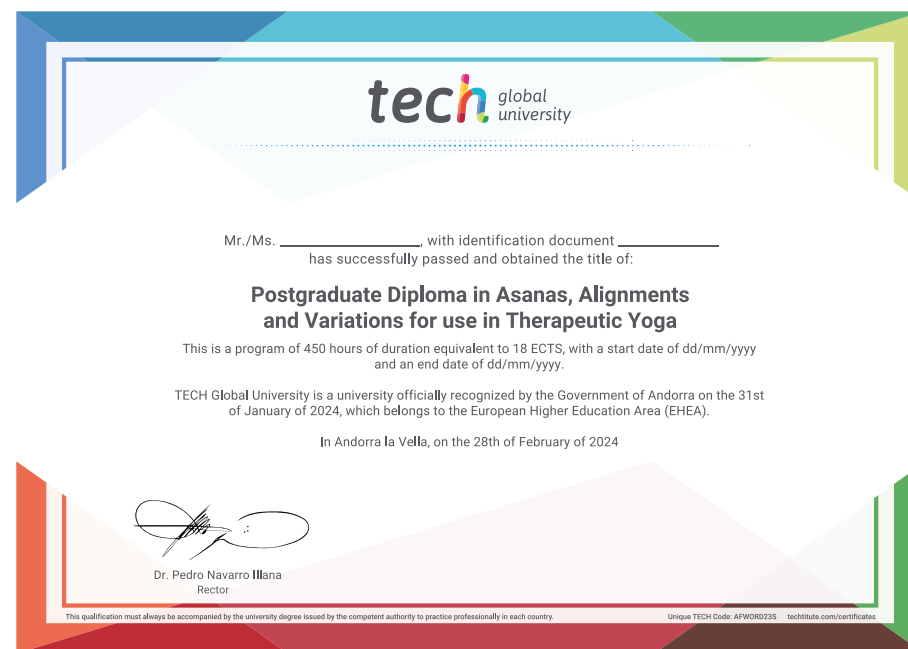 tech global university
Mr./Ms. ____________, with identification document ____________
has successfully passed and obtained the title of:
Postgraduate Diploma in Asanas, Alignments
and Variations for use in Therapeutic Yoga
This is a program of 450 hours of duration equivalent to 18 ECTS, with a start date of dd/mm/yyyy
and an end date of dd/mm/yyyy.
TECH Global University is a university officially recognized by the Government of Andorra on the 31st
of January of 2024, which belongs to the European Higher Education Area (EHEA).
In Andorra la Vella, on the 28th of February of 2024
Dr. Pedro Navarro Illana
Rector
This qualification must always be accompanied by the university degree issued by the competent authority to practice professionally in each country.
Unique TECH Code: AFWORD23S techtitute.com/certificates